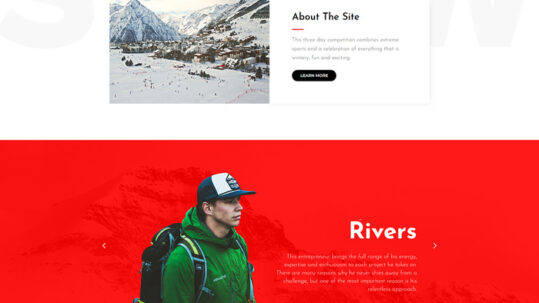 About The Site
This three day competition combines extreme
sports and a celebration of everything that is
wintery, fun and exciting.
LEARN MORE
Rivers
This entrepreneur brings the full range of his energy,
expertise and enthusiasm to each project he takes on.
There are many reasons why he never shies away from a
challenge, but one of the most important reason is his
relentless approach.